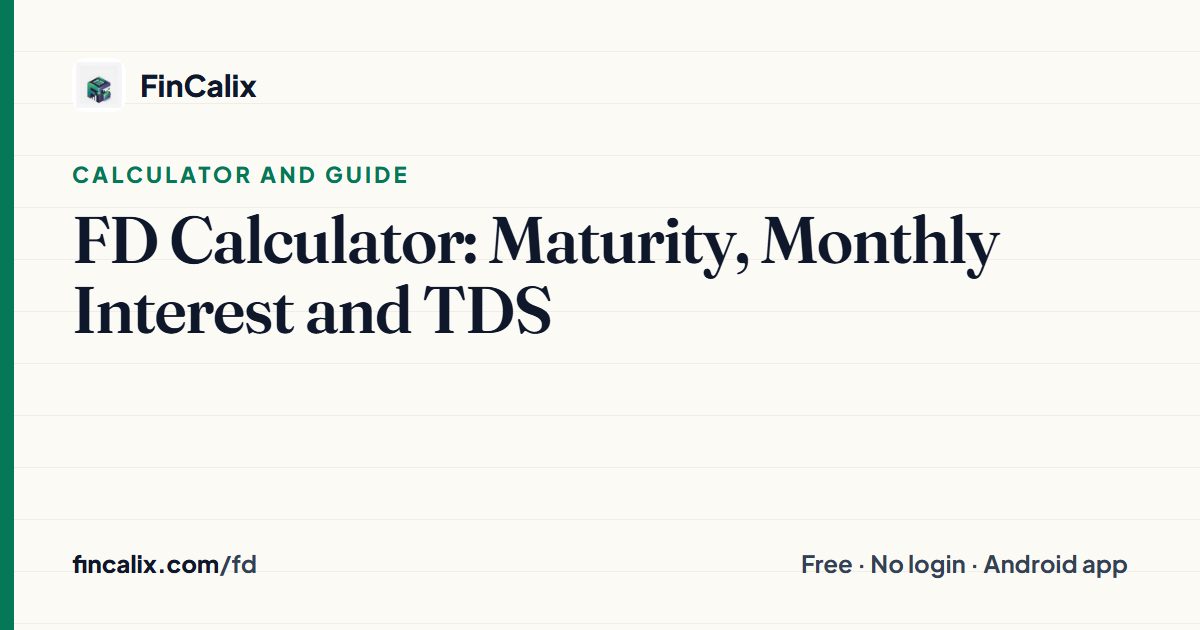 FinCalix
CALCULATOR AND GUIDE
FD Calculator: Maturity, Monthly
Interest and TDS
fincalix.com/fd
Free · No login · Android app